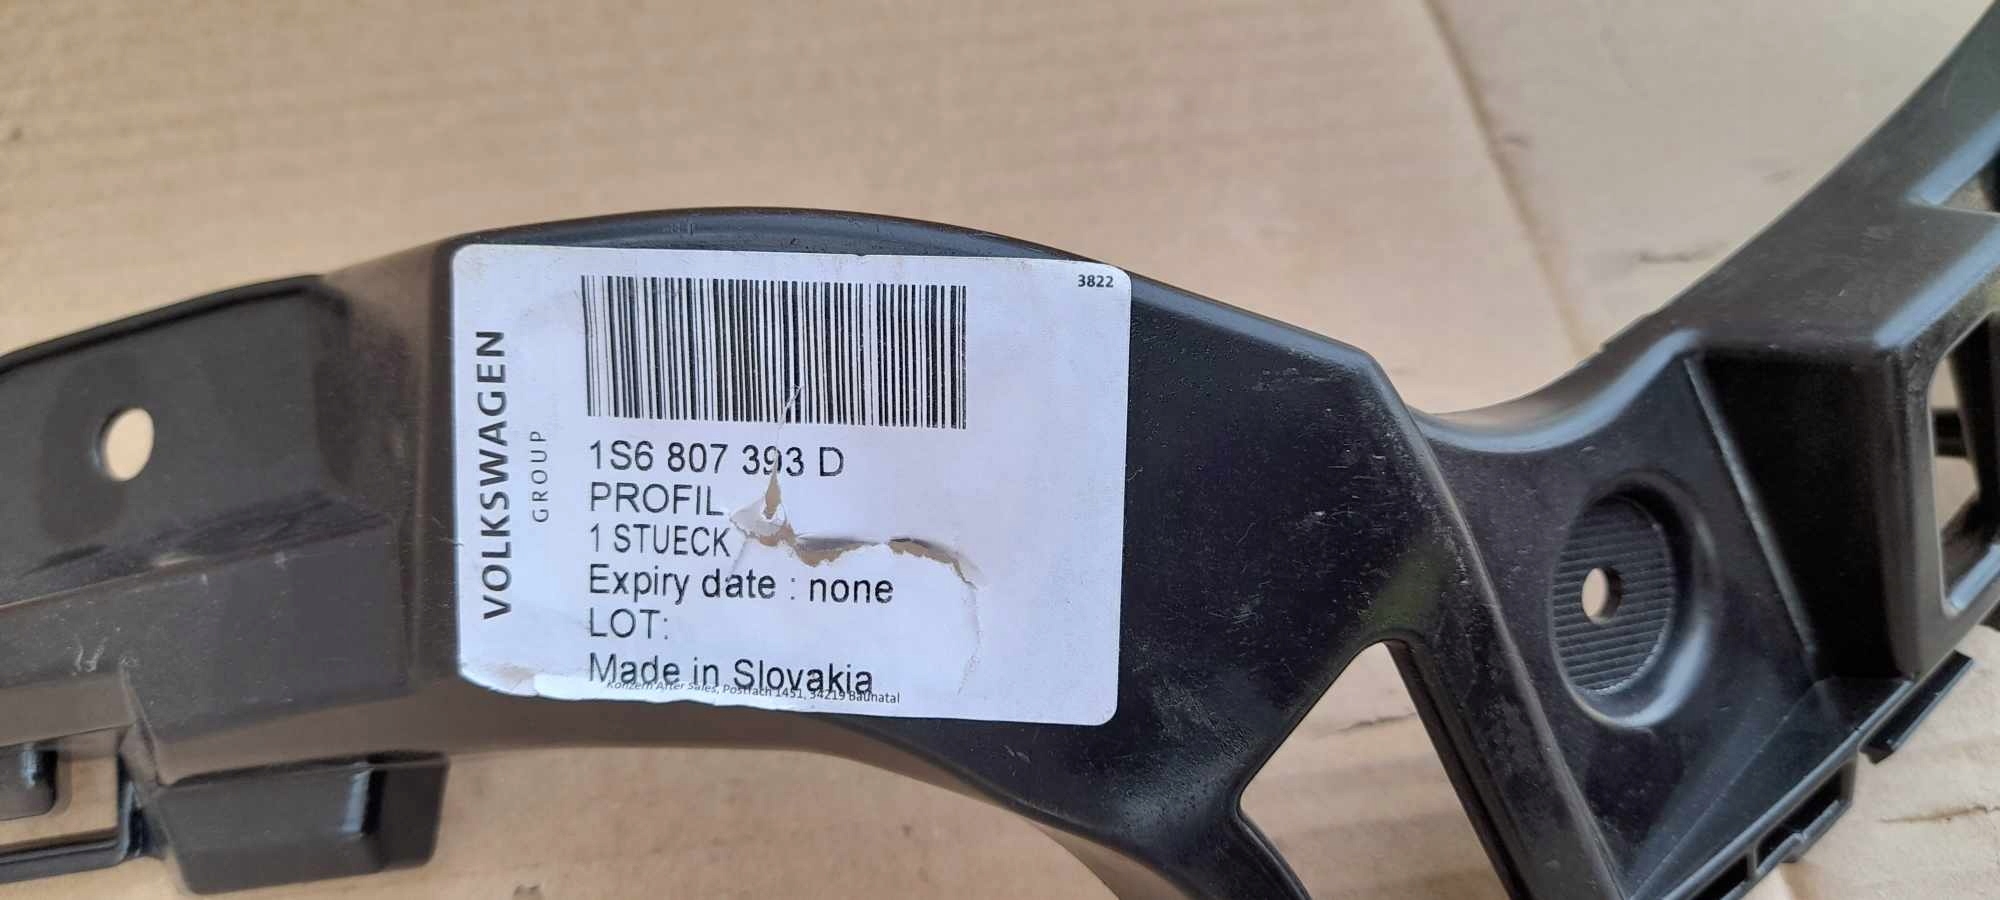 3822
VOLKSWAGEN
GROUP
1S6 807 393 D
PROFIL
1 STUECK
Expiry date : none
LOT:
Made in Slovakia
Konzern After Sales, Postfach 1451, 34219 Baunatal